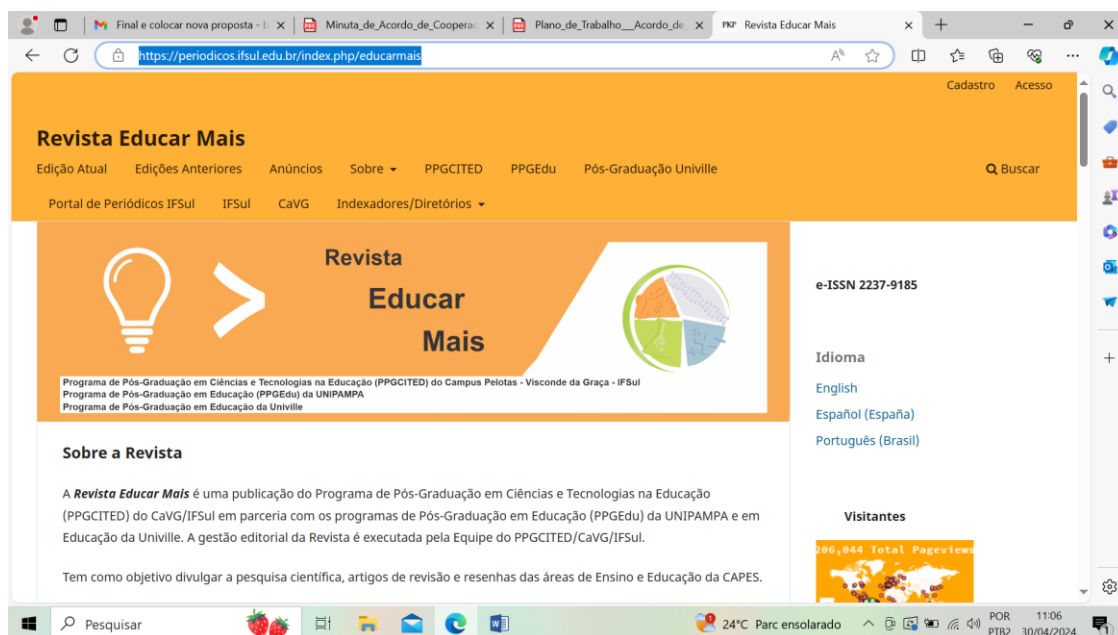 Final e colocar nova proposta - b
Minuta_de_Acordo_de_Cooperac
Plano_de_Trabalho__Acordo_de_
PKP Revista Educar Mais
https://periodicos.ifsul.edu.br/index.php/educarmais
Cadastro Acesso
Revista Educar Mais
Edição Atual Edições Anteriores Anúncios Sobre PPGCITED PPGEdu Pós-Graduação Univille Buscar
Portal de Periódicos IFSul IFSul CaVG Indexadores/Diretórios
Revista
Educar
Mais
Programa de Pós-Graduação em Ciências e Tecnologias na Educação (PPGCITED) do Campus Pelotas - Visconde da Graça - IFSul
Programa de Pós-Graduação em Educação (PPGEdu) da UNIPAMPA
Programa de Pós-Graduação em Educação da Univille
e-ISSN 2237-9185
Idioma
English
Español (España)
Português (Brasil)
Sobre a Revista
A Revista Educar Mais é uma publicação do Programa de Pós-Graduação em Ciências e Tecnologias na Educação
(PPGCITED) do CaVG/IFSul em parceria com os programas de Pós-Graduação em Educação (PPGEdu) da UNIPAMPA e em
Educação da Univille. A gestão editorial da Revista é executada pela Equipe do PPGCITED/CaVG/IFSul.
Tem como objetivo divulgar a pesquisa científica, artigos de revisão e resenhas das áreas de Ensino e Educação da CAPES.
Visitantes
206,044 Total Pageviews
Pesquisar
24°C Parc ensolarado
POR
PTB2
11:06
30/04/2024